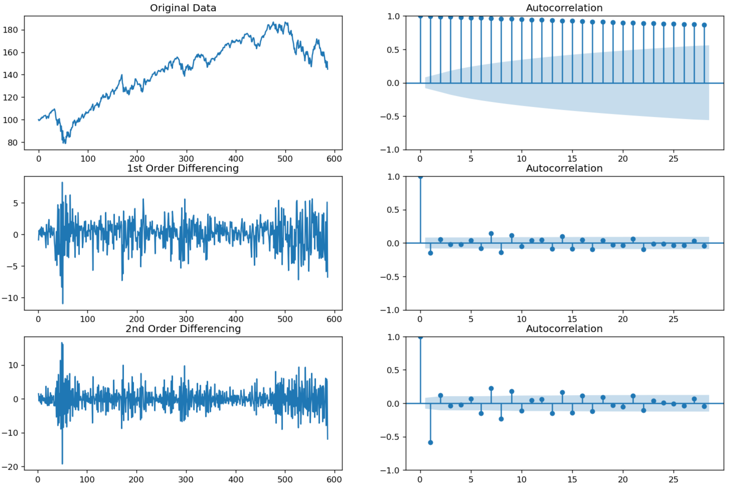 Original Data
180
160
140
120
100
80
0 100 200 300 400 500 600
Autocorrelation
1.0
0.5
0.0
−0.5
−1.0
0 5 10 15 20 25
1st Order Differencing
5
0
−5
−10
0 100 200 300 400 500 600
Autocorrelation
1.0
0.5
0.0
−0.5
−1.0
0 5 10 15 20 25
2nd Order Differencing
10
0
−10
−20
0 100 200 300 400 500 600
Autocorrelation
1.0
0.5
0.0
−0.5
−1.0
0 5 10 15 20 25